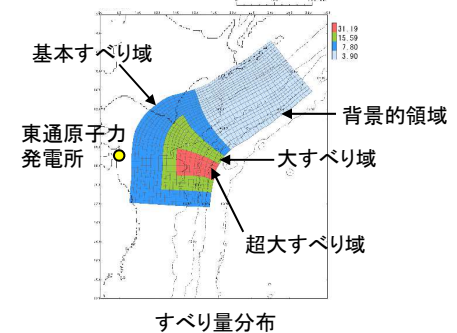 31.19
15.59
7.80
3.90
基本すべり域
背景的領域
東通原子力
発電所
大すべり域
超大すべり域
すべり量分布